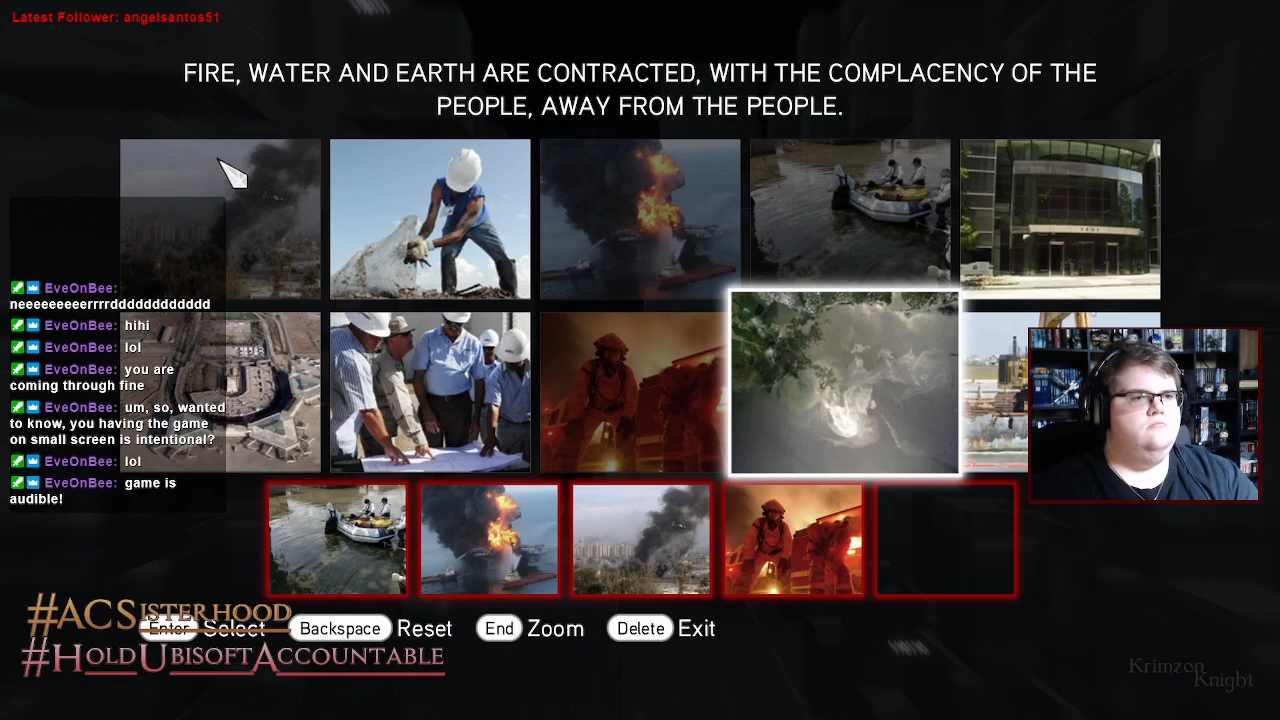 Latest Follower: angelsantos51
FIRE, WATER AND EARTH ARE CONTRACTED, WITH THE COMPLACENCY OF THE
PEOPLE, AWAY FROM THE PEOPLE.
EveOnBee:
neeeeeeeeerrrrdddddddddddd
EveOnBee: hihi
EveOnBee: lol
EveOnBee: you are
coming through fine
EveOnBee: um, so, wanted
to know, you having the game
on small screen is intentional?
EveOnBee: lol
EveOnBee: game is
audible!
#ACSISTERHOOD
Enter Select Backspace Reset End Zoom Delete Exit
#HOLDUBISOFTACCOUNTABLE
Krimzon
Knight